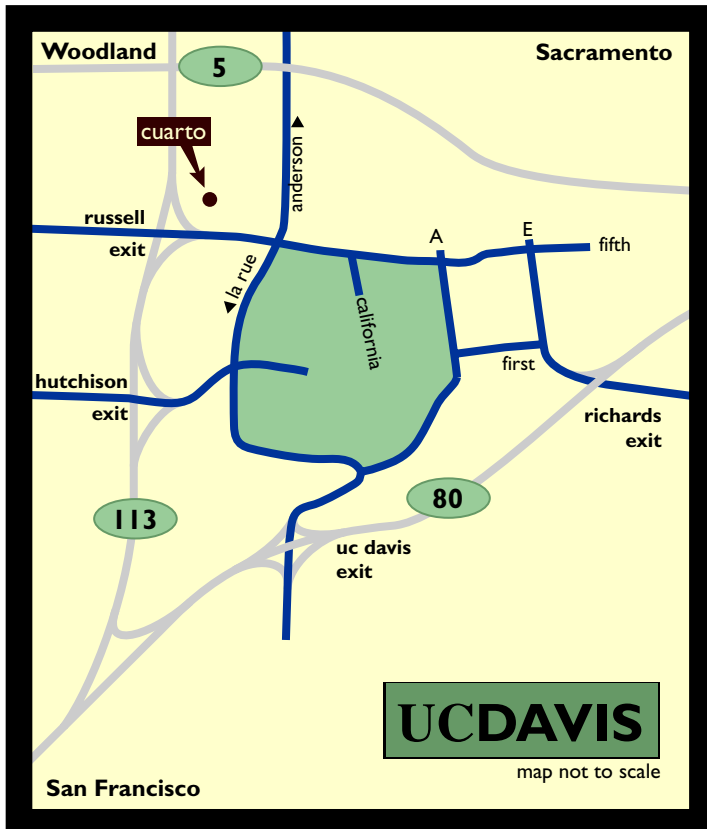 Woodland
Sacramento
5
cuarto
anderson
russell
exit
A
E
fifth
la rue
california
hutchison
exit
first
richards
exit
113
80
uc davis
exit
UCDAVIS
map not to scale
San Francisco